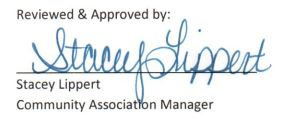 Reviewed & Approved by:
Stacey Lippert
Stacey Lippert
Community Association Manager